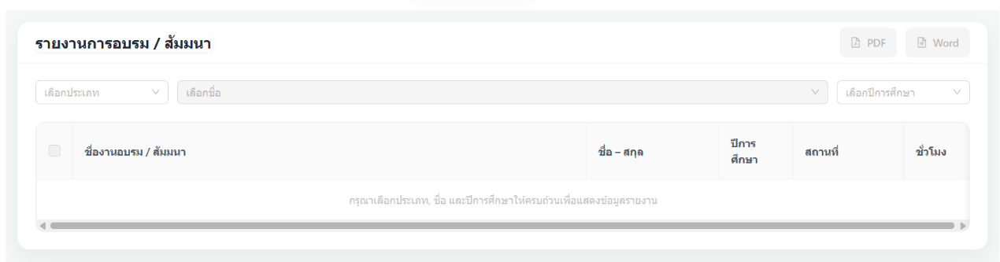 รายงานการอบรม / สัมมนา
PDF
Word
เลือกประเภท
เลือกชื่อ
เลือกปีการศึกษา
ชื่องานอบรม / สัมมนา
ชื่อ – สกุล
ปีการ
ศึกษา
สถานที่
ชั่วโมง
กรุณาเลือกประเภท, ชื่อ และปีการศึกษาให้ครบถ้วนเพื่อแสดงข้อมูลรายงาน